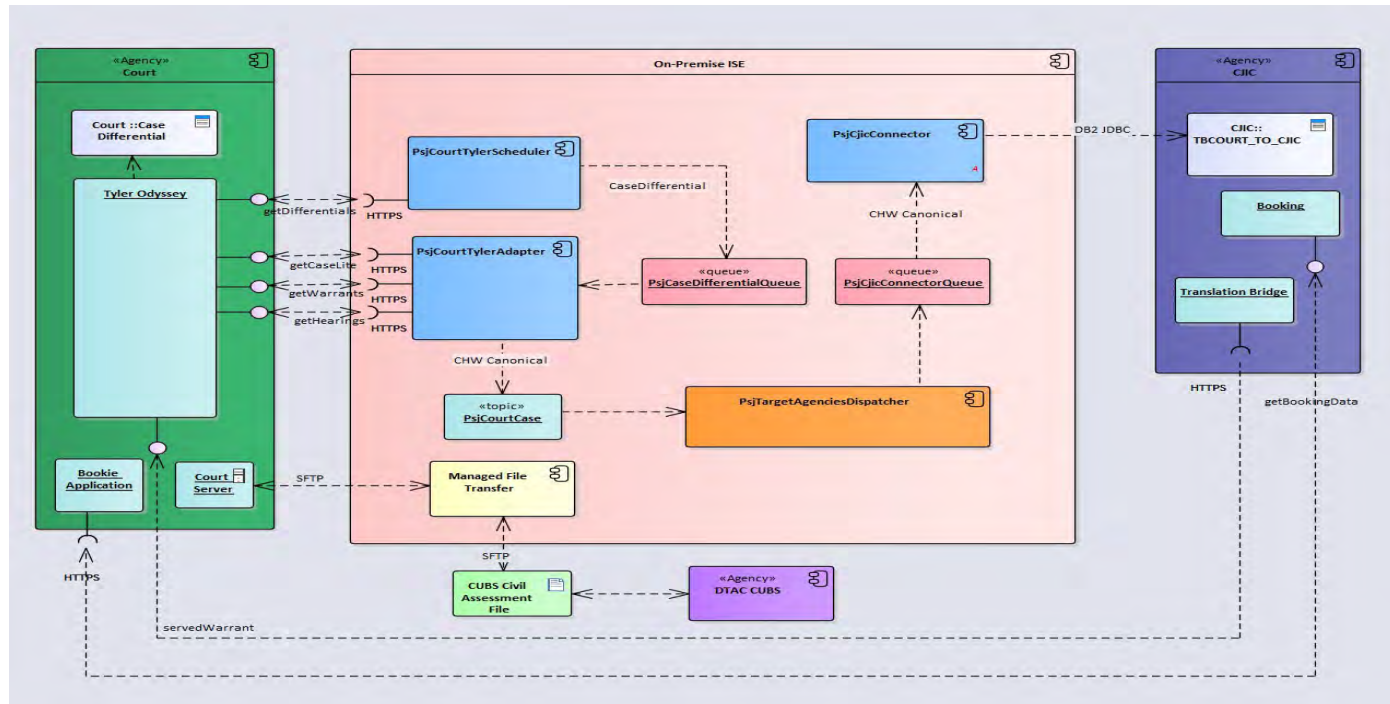 «Agency»
Court
Court ::Case
Differential
Tyler Odyssey
Bookie
Application
Court
Server
getDifferentials
getCaseLite
getWarrants
getHearings
HTTPS
HTTPS
HTTPS
HTTPS
HTTPS
SFTP
servedWarrant
On-Premise ISE
PsjCourtTylerScheduler
CaseDifferential
PsjCourtTylerAdapter
«queue»
PsjCaseDifferentialQueue
CHW Canonical
«topic»
PsjCourtCase
PsjTargetAgenciesDispatcher
«queue»
PsjCjicConnectorQueue
CHW Canonical
PsjCjicConnector
A
DB2 JDBC
Managed File
Transfer
SFTP
CUBS Civil
Assessment
File
«Agency»
DTAC CUBS
«Agency»
CJIC
CJIC::
TBCOURT_TO_CJIC
Booking
Translation Bridge
HTTPS
getBookingData